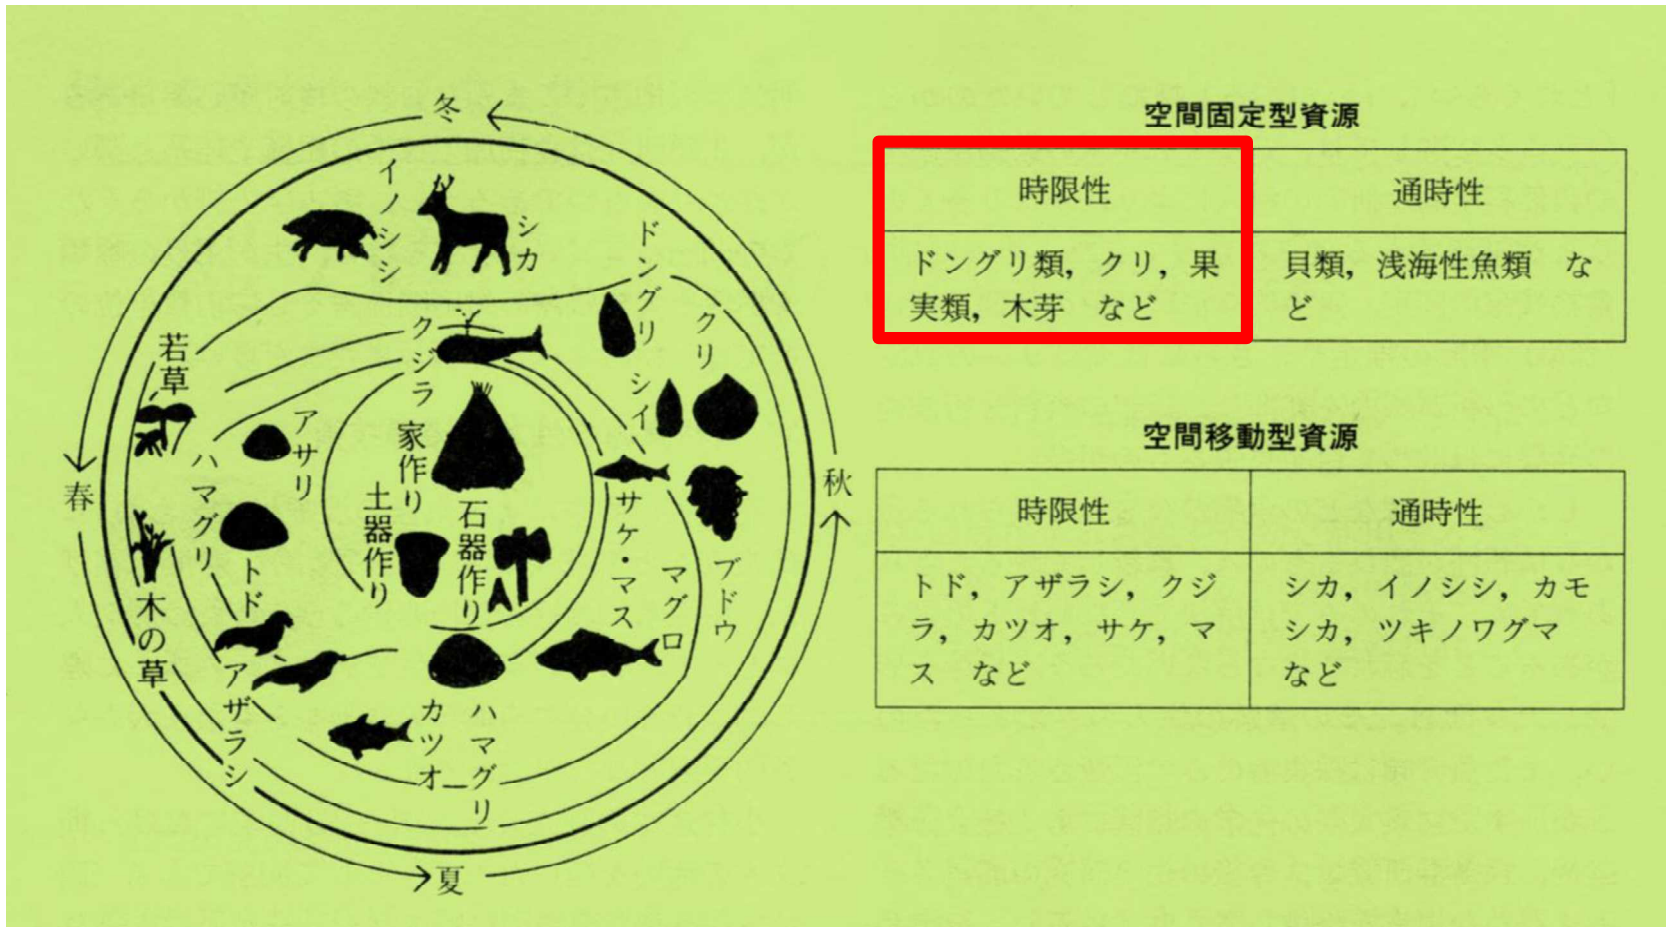 冬
イノシシ
シカ
ドングリ
クリ
クジラ
シイ
若草
アサリ
ハマグリ
家作り
土器作り
石器作り
サケ・マス
秋
春
ブドウ
マグロ
トド
木の草
アザラシ
カツオ
ハマグリ
夏
空間固定型資源
時限性
通時性
ドングリ類，クリ，果
実類，木芽　など
貝類，浅海性魚類　な
ど
空間移動型資源
時限性
通時性
トド，アザラシ，クジ
ラ，カツオ，サケ，マ
ス　など
シカ，イノシシ，カモ
シカ，ツキノワグマ
など